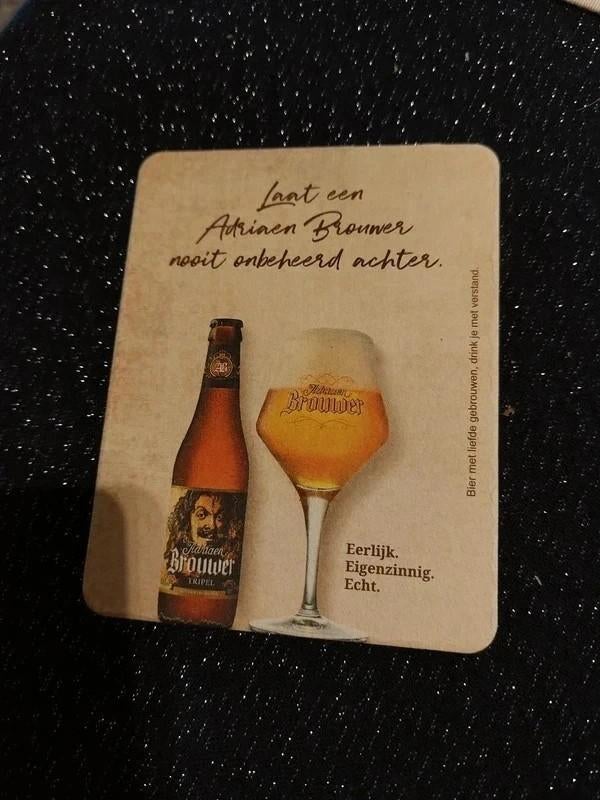 Laat een
Adriaen Brouwer
nooit onbeheerd achter.
Bier met liefde gebrouwen, drink je met verstand.
AB
Adriaen
Brouwer
Adriaen
Brouwer
TRIPEL
Eerlijk.
Eigenzinnig.
Echt.